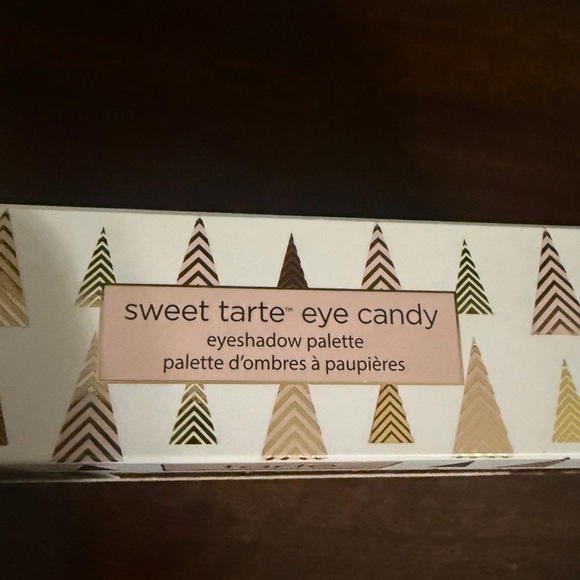 sweet tarte™ eye candy
eyeshadow palette
palette d'ombres à paupières